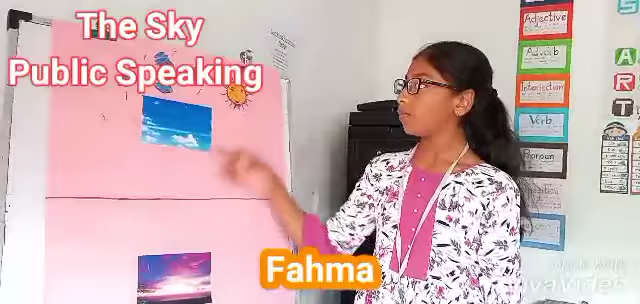 The Sky
Public Speaking
Adjective
Adverb
Interjection
Verb
Pronoun
S
A
R
T
Fahma